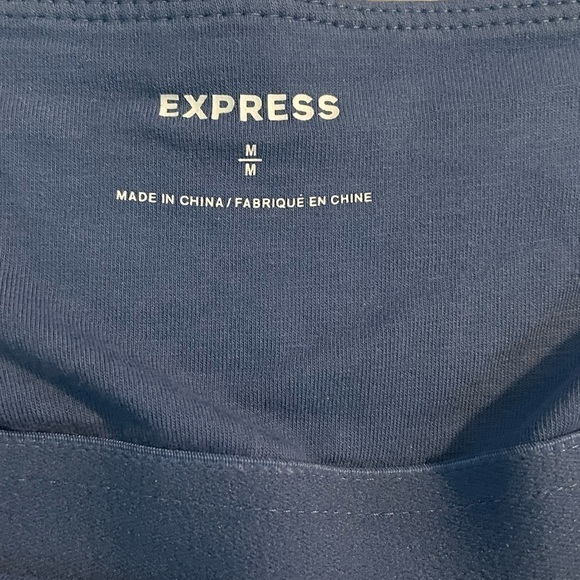 EXPRESS
M
M
MADE IN CHINA / FABRIQUÉ EN CHINE